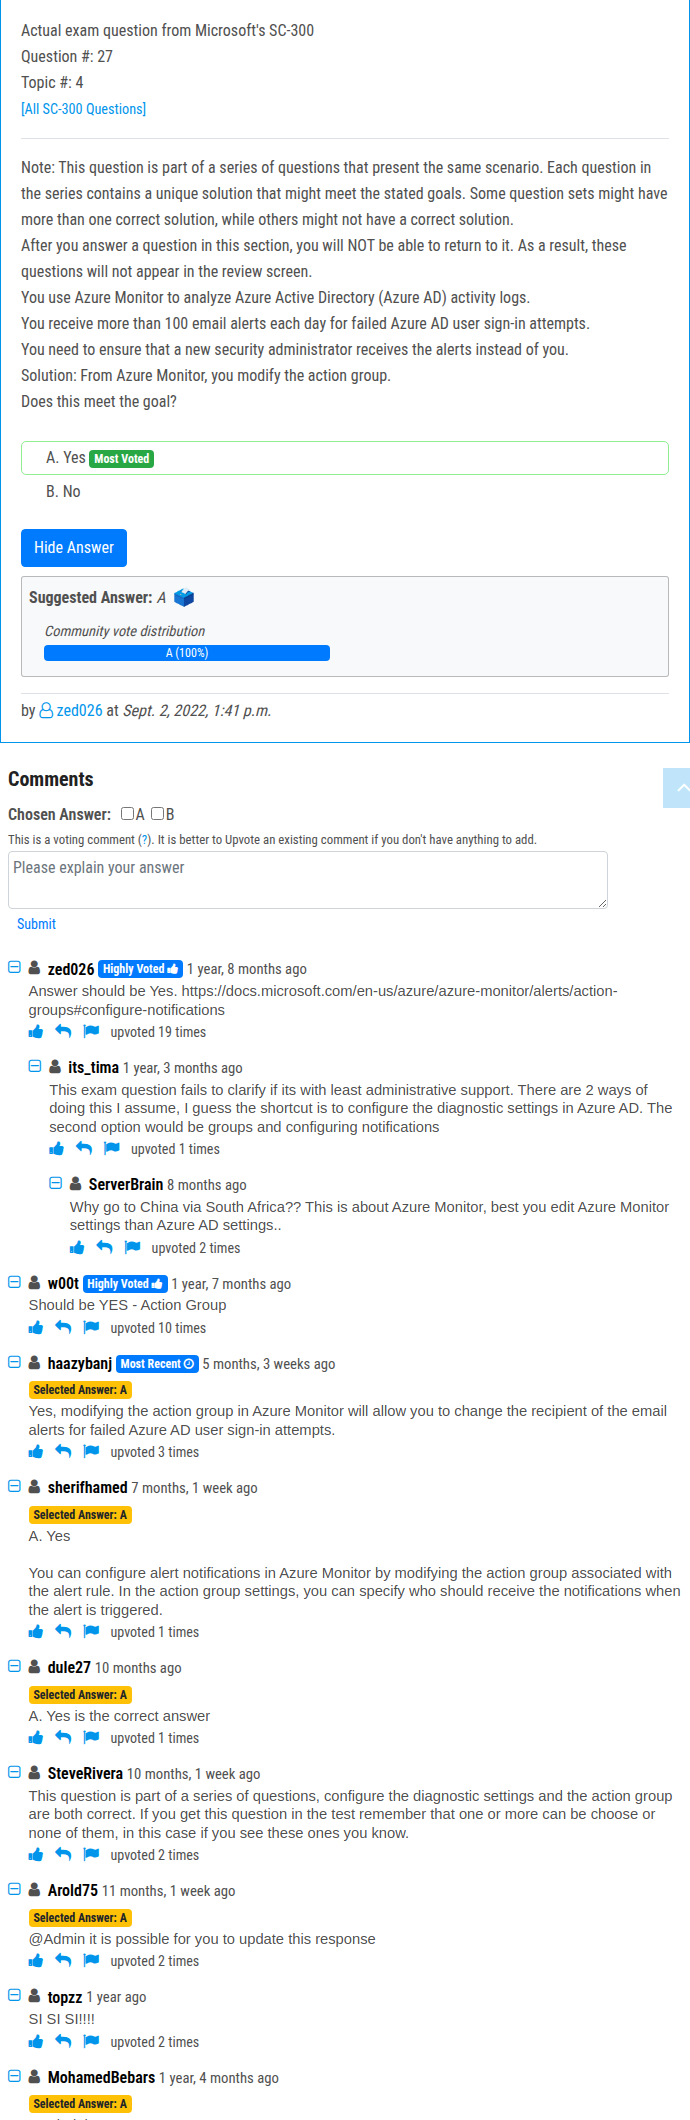 Actual exam question from Microsoft's SC-300
Question #: 27
Topic #: 4
[All SC-300 Questions]
Note: This question is part of a series of questions that present the same scenario. Each question in
the series contains a unique solution that might meet the stated goals. Some question sets might have
more than one correct solution, while others might not have a correct solution.
After you answer a question in this section, you will NOT be able to return to it. As a result, these
questions will not appear in the review screen.
You use Azure Monitor to analyze Azure Active Directory (Azure AD) activity logs.
You receive more than 100 email alerts each day for failed Azure AD user sign-in attempts.
You need to ensure that a new security administrator receives the alerts instead of you.
Solution: From Azure Monitor, you modify the action group.
Does this meet the goal?
A. Yes Most Voted
B. No
Hide Answer
Suggested Answer: A
Community vote distribution
A (100%)
by zed026 at Sept. 2, 2022, 1:41 p.m.
Comments
Chosen Answer: A B
This is a voting comment (?). It is better to Upvote an existing comment if you don't have anything to add.
Please explain your answer
Submit
zed026 Highly Voted 1 year, 8 months ago
Answer should be Yes. https://docs.microsoft.com/en-us/azure/azure-monitor/alerts/action-
groups#configure-notifications
upvoted 19 times
its_tima 1 year, 3 months ago
This exam question fails to clarify if its with least administrative support. There are 2 ways of
doing this I assume, I guess the shortcut is to configure the diagnostic settings in Azure AD. The
second option would be groups and configuring notifications
upvoted 1 times
ServerBrain 8 months ago
Why go to China via South Africa?? This is about Azure Monitor, best you edit Azure Monitor
settings than Azure AD settings..
upvoted 2 times
w00t Highly Voted 1 year, 7 months ago
Should be YES - Action Group
upvoted 10 times
haazybanj Most Recent 5 months, 3 weeks ago
Selected Answer: A
Yes, modifying the action group in Azure Monitor will allow you to change the recipient of the email
alerts for failed Azure AD user sign-in attempts.
upvoted 3 times
sherifhamed 7 months, 1 week ago
Selected Answer: A
A. Yes
You can configure alert notifications in Azure Monitor by modifying the action group associated with
the alert rule. In the action group settings, you can specify who should receive the notifications when
the alert is triggered.
upvoted 1 times
dule27 10 months ago
Selected Answer: A
A. Yes is the correct answer
upvoted 1 times
SteveRivera 10 months, 1 week ago
This question is part of a series of questions, configure the diagnostic settings and the action group
are both correct. If you get this question in the test remember that one or more can be choose or
none of them, in this case if you see these ones you know.
upvoted 2 times
Arold75 11 months, 1 week ago
Selected Answer: A
@Admin it is possible for you to update this response
upvoted 2 times
topzz 1 year ago
SI SI SI!!!!
upvoted 2 times
MohamedBebars 1 year, 4 months ago
Selected Answer: A